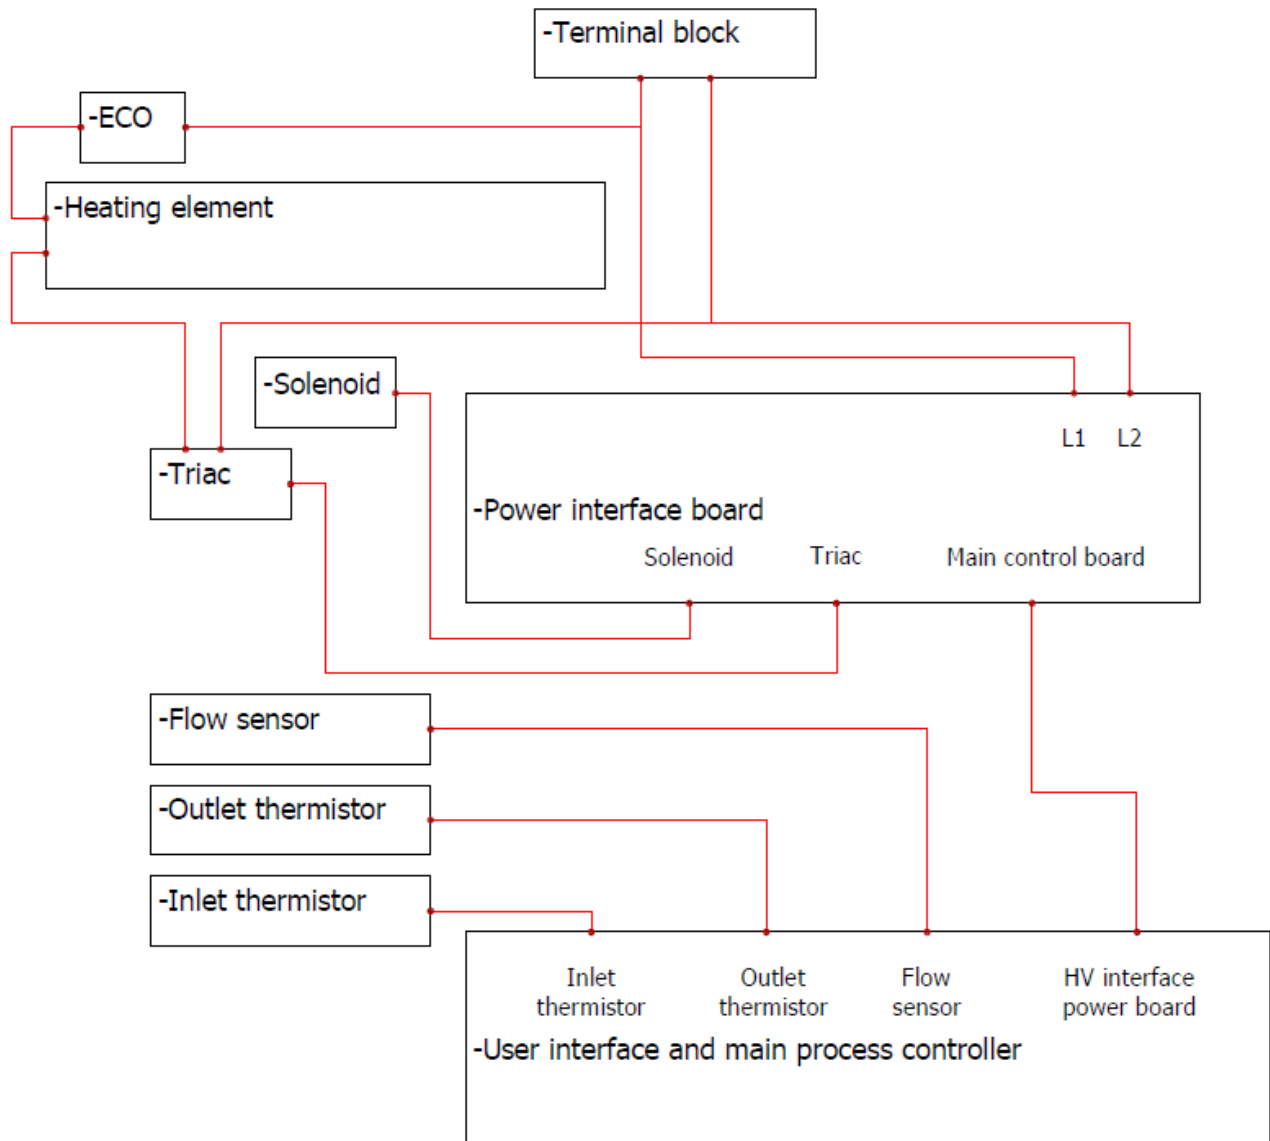 -Terminal block
-ECO
-Heating element
-Solenoid
L1 L2
-Triac
-Power interface board
Solenoid Triac Main control board
-Flow sensor
-Outlet thermistor
-Inlet thermistor
Inlet Outlet Flow HV interface
thermistor thermistor sensor power board
-User interface and main process controller